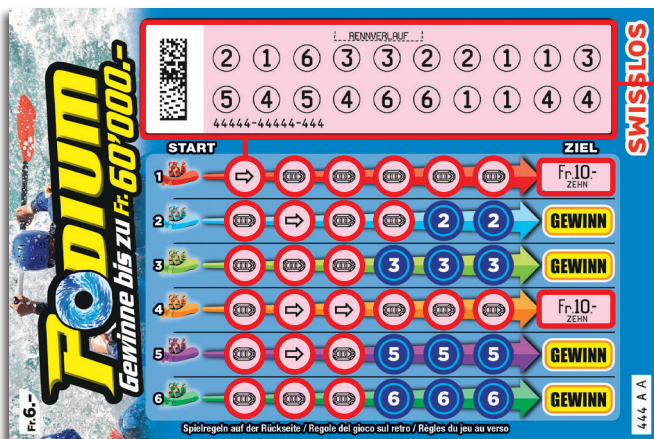 PODIUM
Gewinne bis zu Fr. 60'000.-
Fr. 6.-
SWISSLOS
RENNVERLAUF
2 1 6 3 3 2 2 1 1 3
5 4 5 4 6 6 1 1 4 4
44444-44444-444
START ZIEL
1 Fr.10.-
ZEHN
2 2 2 GEWINN
3 3 3 3 GEWINN
4 Fr.10.-
ZEHN
5 5 5 5 GEWINN
6 6 6 6 GEWINN
Spielregeln auf der Rückseite / Regole del gioco sul retro / Règles du jeu au verso
444 A A